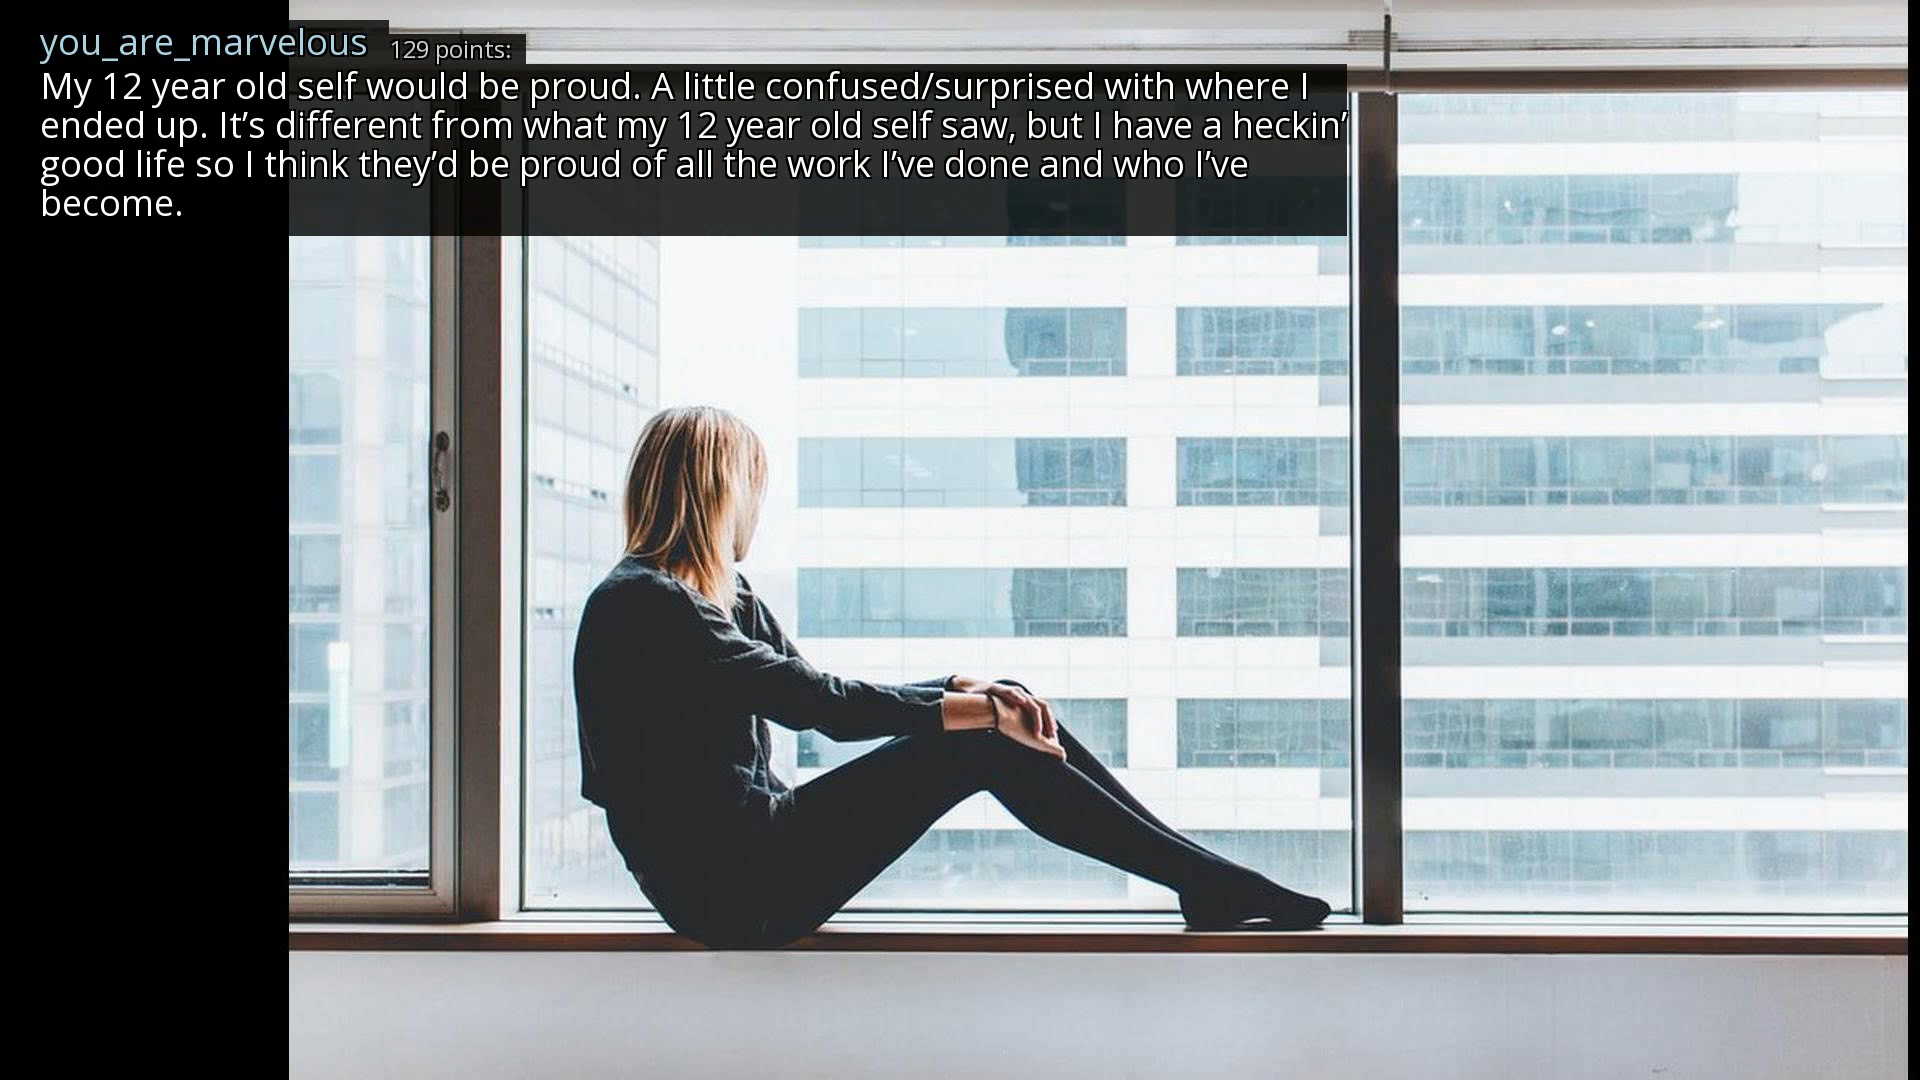 you_are_marvelous 129 points:
My 12 year old self would be proud. A little confused/surprised with where I
ended up. It’s different from what my 12 year old self saw, but I have a heckin’
good life so I think they’d be proud of all the work I’ve done and who I’ve
become.